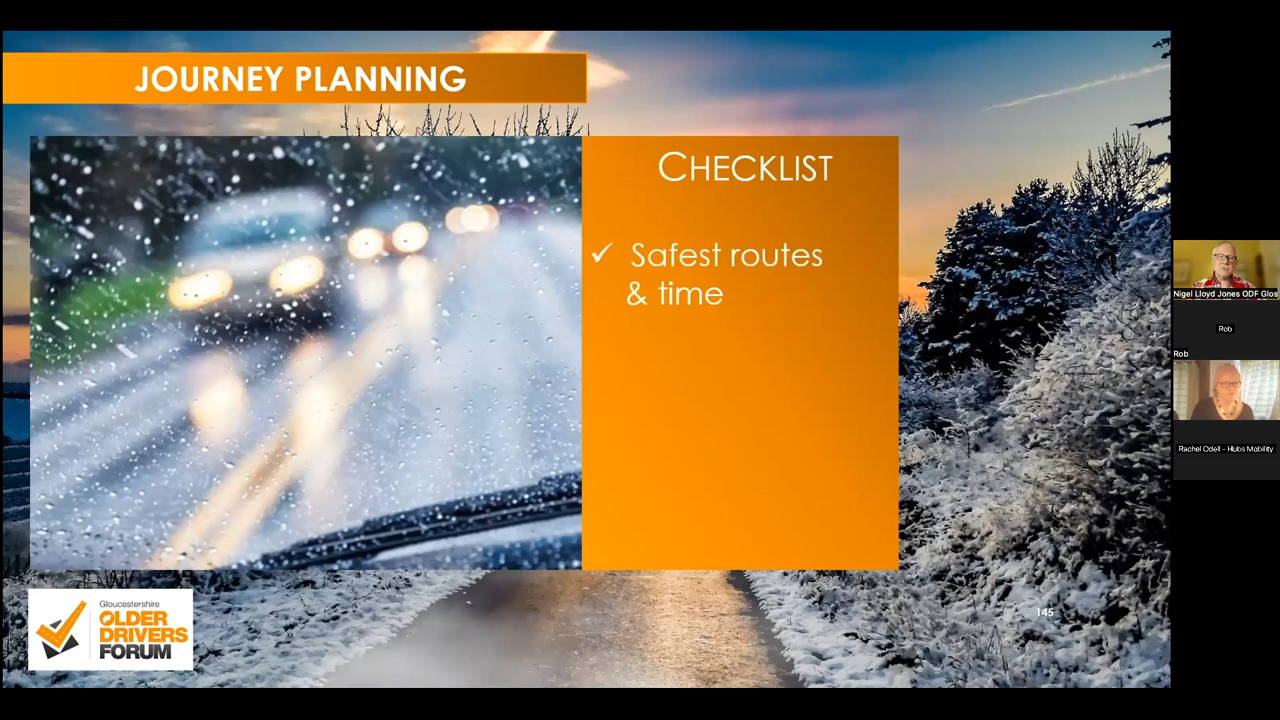 JOURNEY PLANNING
CHECKLIST
✓ Safest routes
& time
Gloucestershire
OLDER
DRIVERS
FORUM
145
Nigel Lloyd Jones ODF Glos
Rob
Rob
Rachel Odell - Hubs Mobility